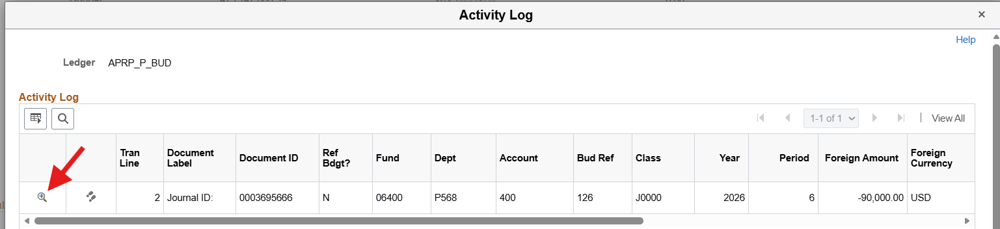 Activity Log
×
Help
Ledger APRP_P_BUD
Activity Log
1-1 of 1 | View All
Tran Line Document Label Document ID Ref Bdgt? Fund Dept Account Bud Ref Class Year Period Foreign Amount Foreign Currency
2 Journal ID: 0003695666 N 06400 P568 400 126 J0000 2026 6 -90,000.00 USD